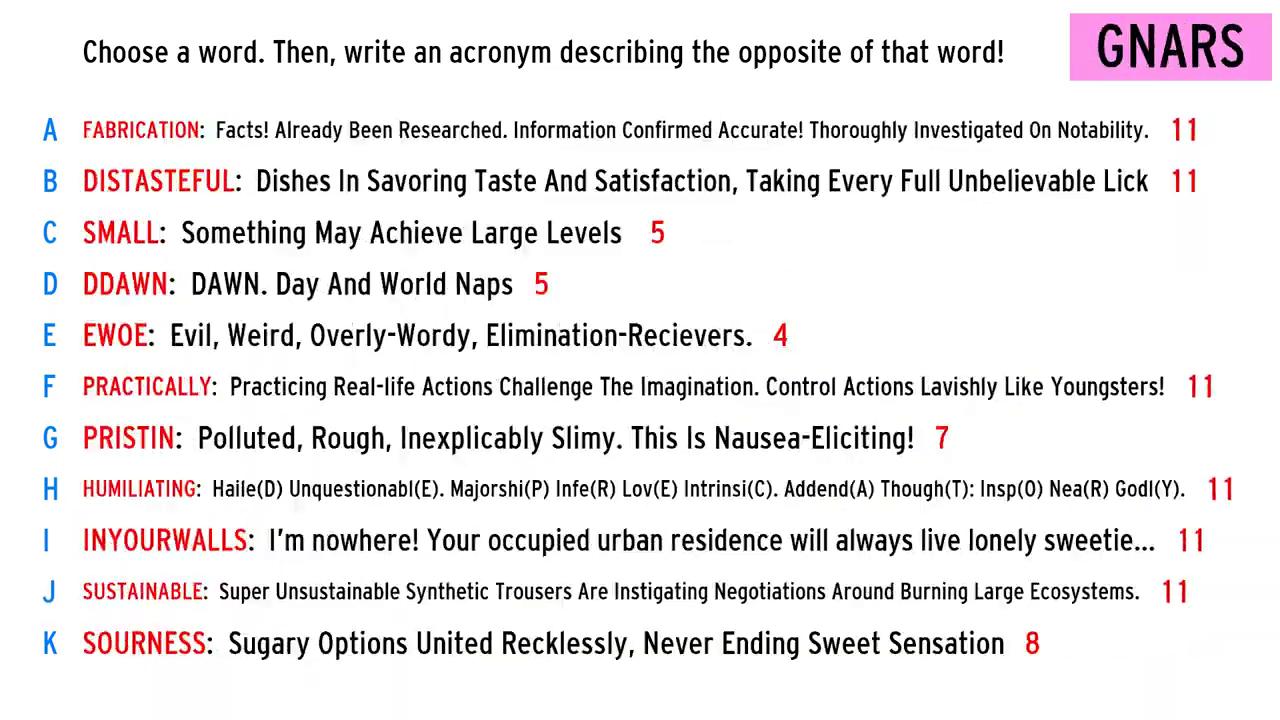 Choose a word. Then, write an acronym describing the opposite of that word!
GNARS
A FABRICATION: Facts! Already Been Researched. Information Confirmed Accurate! Thoroughly Investigated On Notability. 11
B DISTASTEFUL: Dishes In Savoring Taste And Satisfaction, Taking Every Full Unbelievable Lick 11
C SMALL: Something May Achieve Large Levels 5
D DDAWN: DAWN. Day And World Naps 5
E EWOE: Evil, Weird, Overly-Wordy, Elimination-Recievers. 4
F PRACTICALLY: Practicing Real-life Actions Challenge The Imagination. Control Actions Lavishly Like Youngsters! 11
G PRISTIN: Polluted, Rough, Inexplicably Slimy. This Is Nausea-Eliciting! 7
H HUMILIATING: Haile(D) Unquestionabl(E). Majorshi(P) Infe(R) Lov(E) Intrinsi(C). Addend(A) Though(T): Insp(O) Nea(R) Godl(Y). 11
I INYOURWALLS: I'm nowhere! Your occupied urban residence will always live lonely sweetie... 11
J SUSTAINABLE: Super Unsustainable Synthetic Trousers Are Instigating Negotiations Around Burning Large Ecosystems. 11
K SOURNESS: Sugary Options United Recklessly, Never Ending Sweet Sensation 8